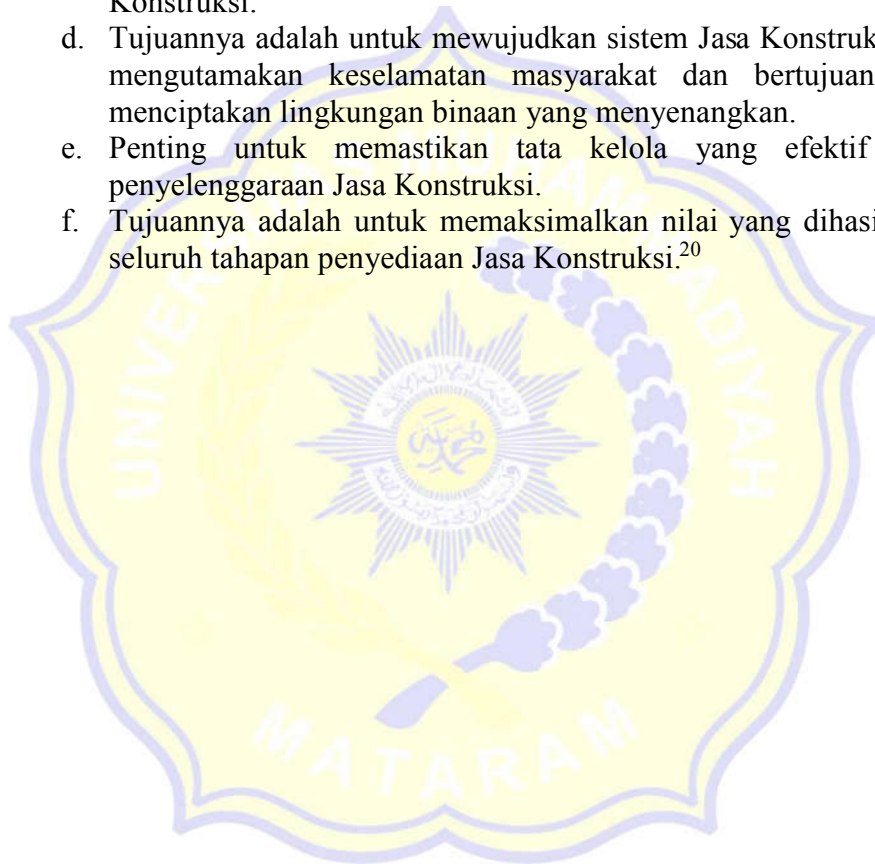 Konstruksi.
d. Tujuannya adalah untuk mewujudkan sistem Jasa Konstruk
mengutamakan keselamatan masyarakat dan bertujuan
menciptakan lingkungan binaan yang menyenangkan.
e. Penting untuk memastikan tata kelola yang efektif
penyelenggaraan Jasa Konstruksi.
f. Tujuannya adalah untuk memaksimalkan nilai yang dihasi
seluruh tahapan penyediaan Jasa Konstruksi.20
UNIVERSITAS MUHAMMADIYAH
MATARAM